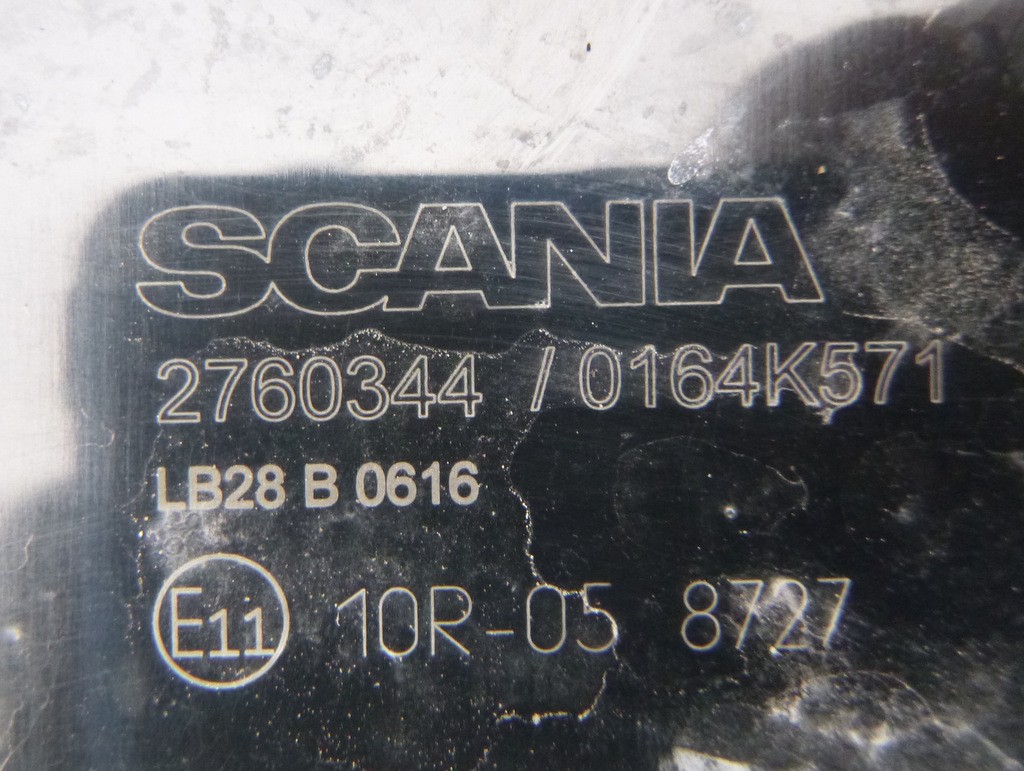 SCANIA
2760344 / 0164K571
LB28 B 0616
E11 10R-05 8727